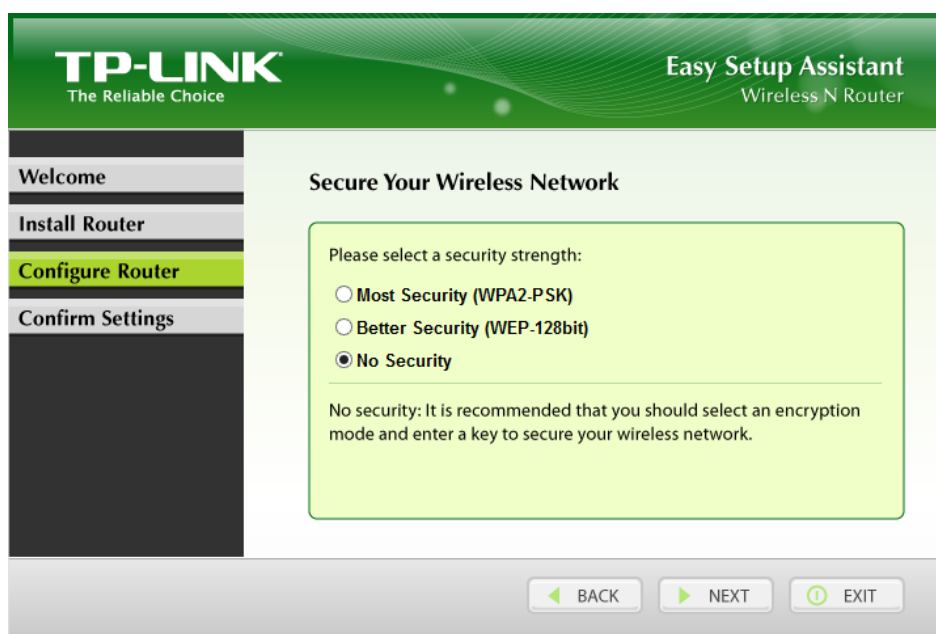 TP-LINK
The Reliable Choice
Easy Setup Assistant
Wireless N Router
Welcome
Install Router
Configure Router
Confirm Settings
Secure Your Wireless Network
Please select a security strength:
Most Security (WPA2-PSK)
Better Security (WEP-128bit)
No Security
No security: It is recommended that you should select an encryption
mode and enter a key to secure your wireless network.
BACK
NEXT
EXIT